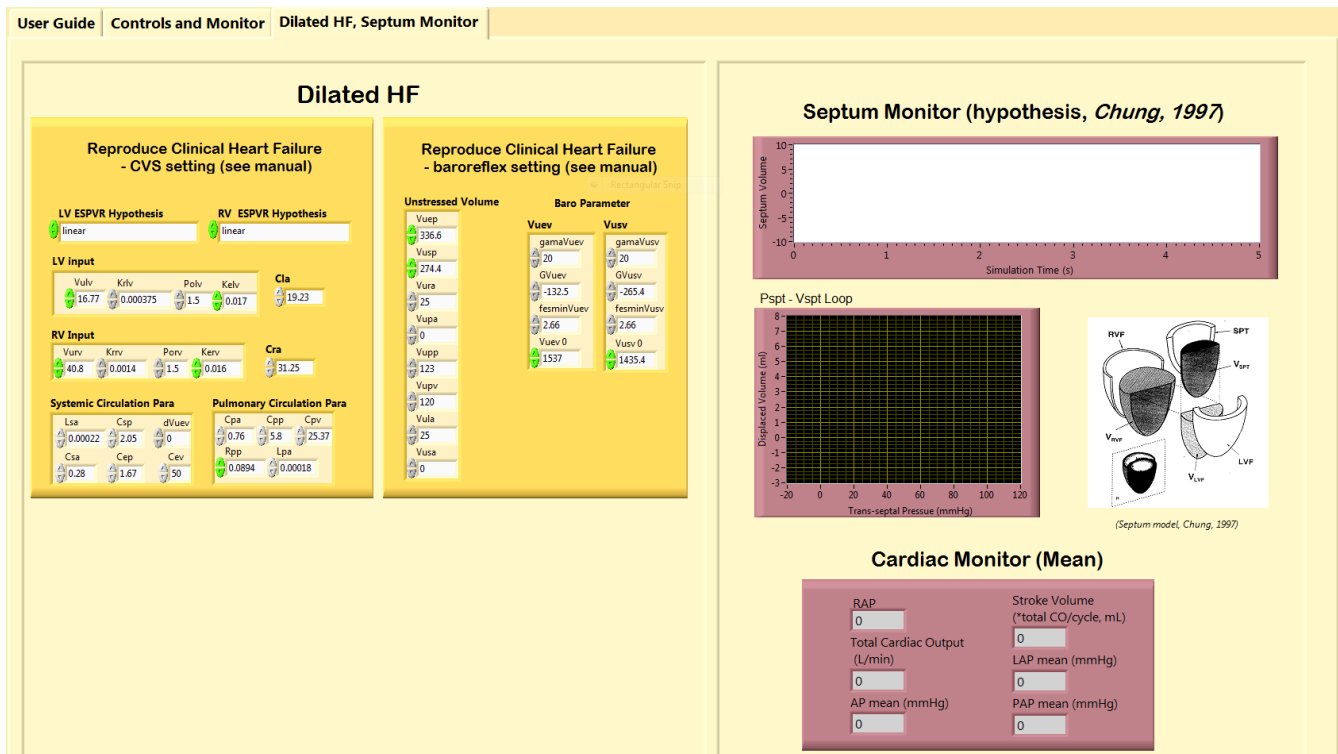 User Guide
Controls and Monitor
Dilated HF, Septum Monitor
Dilated HF
Reproduce Clinical Heart Failure
- CVS setting (see manual)
LV ESPVR Hypothesis
RV ESPVR Hypothesis
linear
linear
LV input
Vulv Krlv Polv Kelv
Cla
16.77 0.000375 1.5 0.017
19.23
RV Input
Vurv Krrv Porv Kerv
Cra
40.8 0.0014 1.5 0.016
31.25
Systemic Circulation Para
Lsa Csp dVuev
0.00022 2.05 0
Csa Cep Cev
0.28 1.67 50
Pulmonary Circulation Para
Cpa Cpp Cpv
0.76 5.8 25.37
Rpp Lpa
0.0894 0.00018
Reproduce Clinical Heart Failure
- baroreflex setting (see manual)
Rectangular Snip
Unstressed Volume
Vuep
336.6
Vusp
274.4
Vura
25
Vupa
0
Vupp
123
Vupv
120
Vula
25
Vusa
0
Baro Parameter
Vuev
gamaVuev
20
GVuev
-132.5
fesminVuev
2.66
Vuev 0
1537
Vusv
gamaVusv
20
GVusv
-265.4
fesminVusv
2.66
Vusv 0
1435.4
Septum Monitor (hypothesis, Chung, 1997)
Septum Volume
10
5
0
-5
-10
0 1 2 3 4 5
Simulation Time (s)
Pspt - Vspt Loop
Displaced Volume (ml)
8
7
6
5
4
3
2
1
0
-1
-2
-3
-20 0 20 40 60 80 100 120
Trans-septal Pressue (mmHg)
RVF
SPT
VSPT
VRVF
LVF
VLVF
(Septum model, Chung, 1997)
Cardiac Monitor (Mean)
RAP
0
Total Cardiac Output
(L/min)
0
AP mean (mmHg)
0
Stroke Volume
(*total CO/cycle, mL)
0
LAP mean (mmHg)
0
PAP mean (mmHg)
0